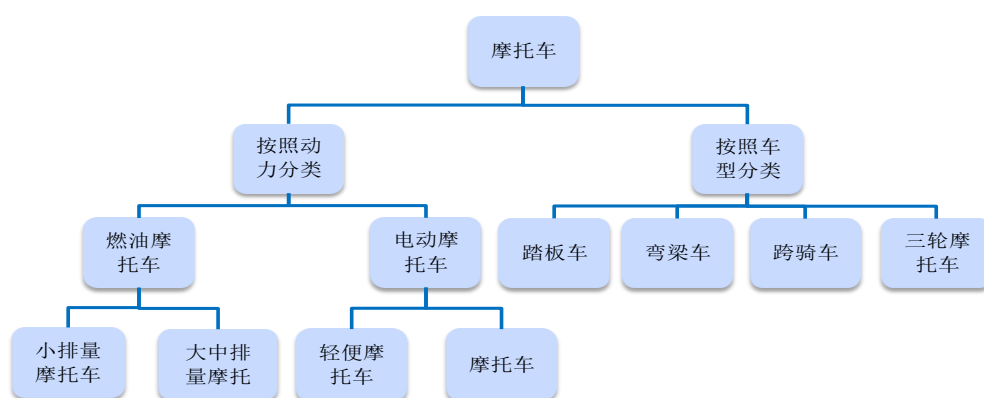 摩托车
按照动
力分类
按照车
型分类
燃油摩
托车
电动摩
托车
踏板车
弯梁车
跨骑车
三轮摩
托车
小排量
摩托车
大中排
量摩托
轻便摩
托车
摩托车